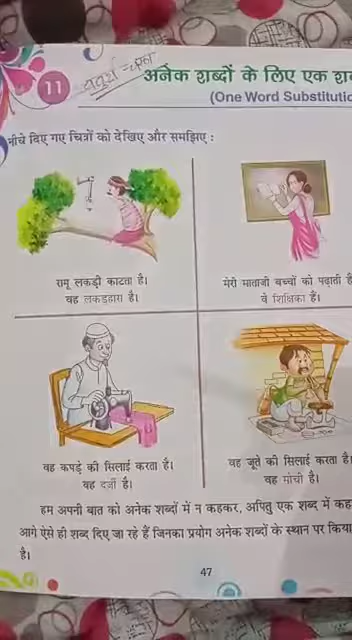 11
चतुर्थ
अनेक शब्दों के लिए एक
(One Word
नीचे दिए गए चित्रों को देखिए और समझिए :
रामू लकड़ी काटता है।
वह लकड़हारा है।
मेरी माताजी बच्चों को पढ़ाती
वे शिक्षिका हैं।
वह कपड़े की सिलाई करता है।
वह दर्जी है।
वह जूते की सिलाई करता है।
वह मोची है।
हम अपनी बात को अनेक शब्दों में न कहकर, अपितु एक शब्द में कह
आगे ऐसे ही शब्द दिए जा रहे हैं जिनका प्रयोग अनेक शब्दों के स्थान पर किया
है।
47